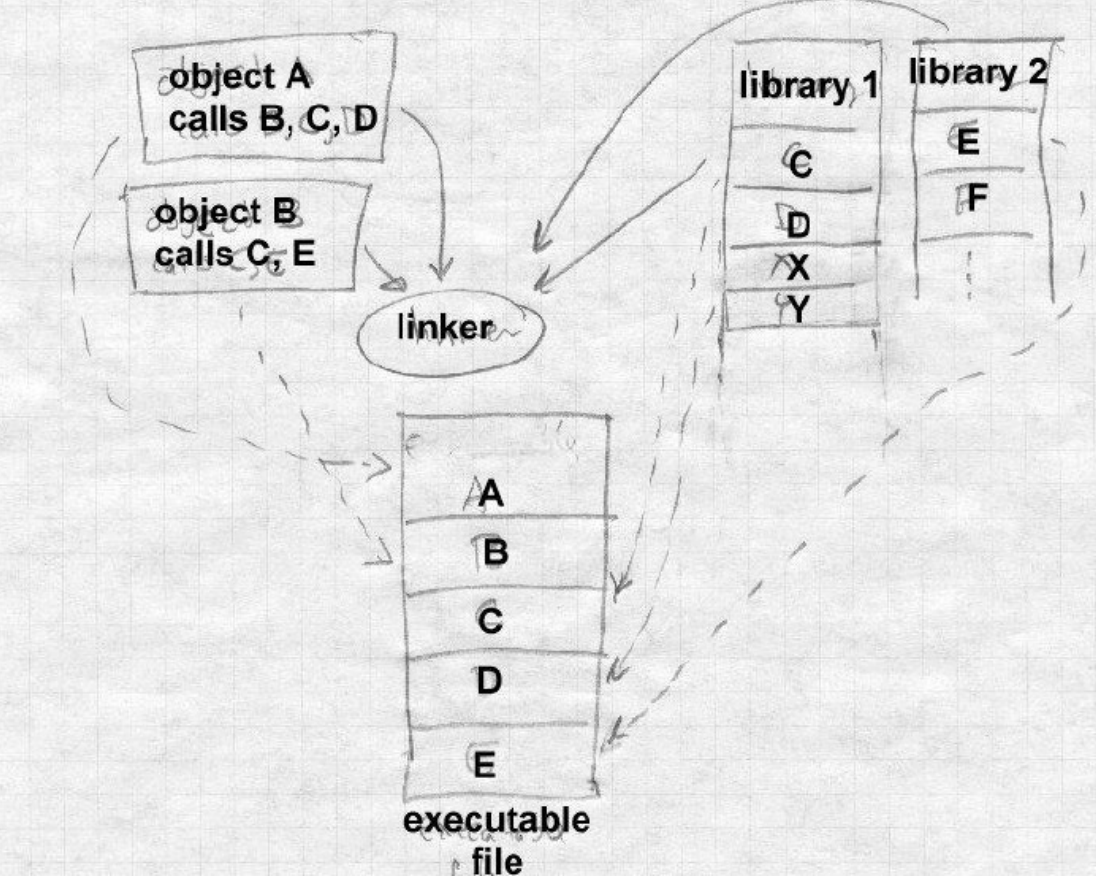 object A
calls B, C, D
object B
calls C, E
linker
library 1
C
D
X
Y
library 2
E
F
A
B
C
D
E
executable
file